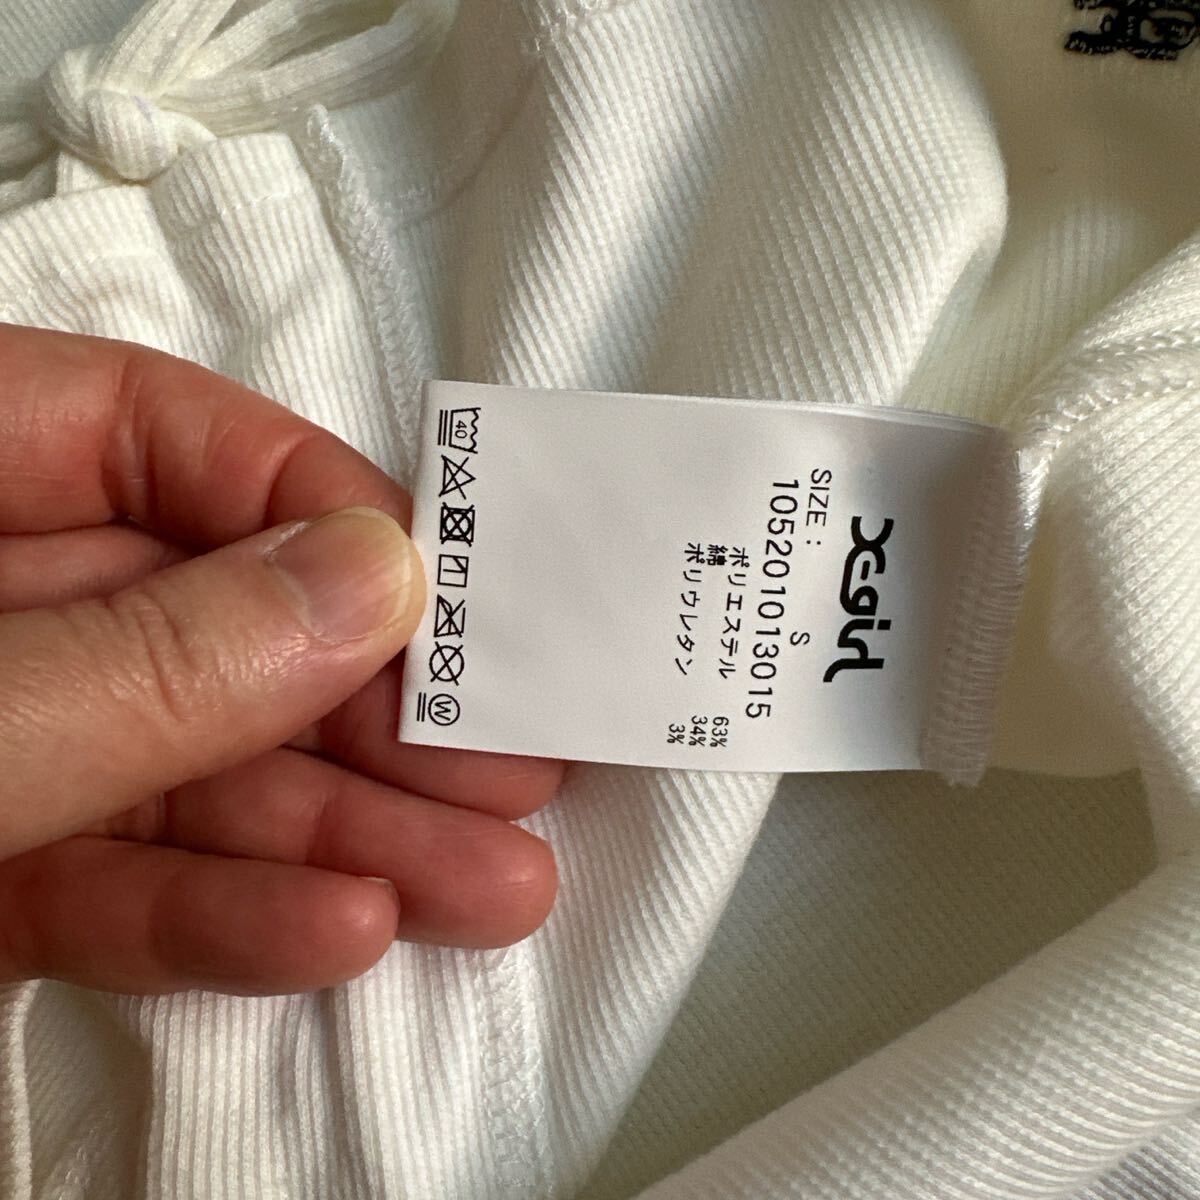 X-girl
SIZE: S
105201013015
ポリエステル 63%
綿 34%
ポリウレタン 3%
40
W